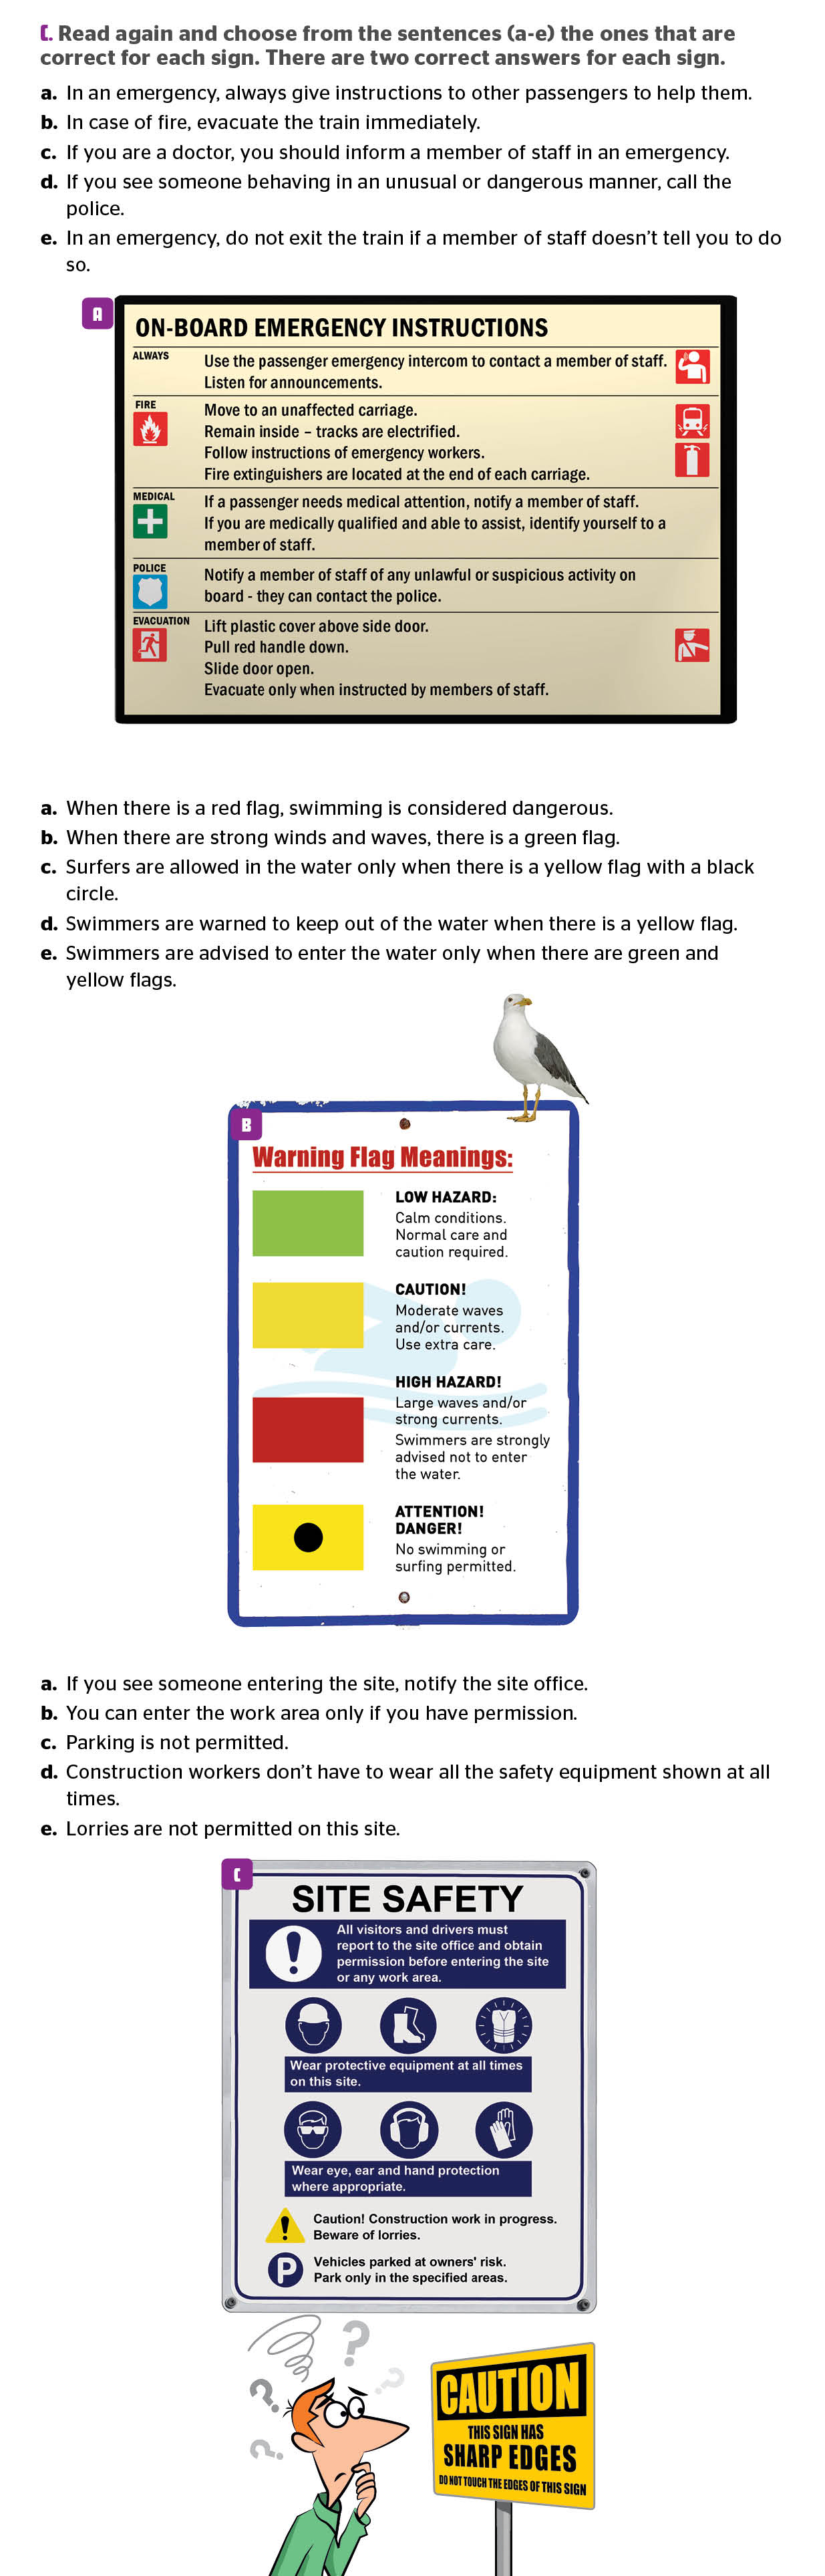 C. Read again and choose from the sentences (a-e) the ones that are
correct for each sign. There are two correct answers for each sign.
a. In an emergency, always give instructions to other passengers to help them.
b. In case of fire, evacuate the train immediately.
c. If you are a doctor, you should inform a member of staff in an emergency.
d. If you see someone behaving in an unusual or dangerous manner, call the
police.
e. In an emergency, do not exit the train if a member of staff doesn't tell you to do
so.
A
ON-BOARD EMERGENCY INSTRUCTIONS
ALWAYS
Use the passenger emergency intercom to contact a member of staff.
Listen for announcements.
FIRE
Move to an unaffected carriage.
Remain inside – tracks are electrified.
Follow instructions of emergency workers.
Fire extinguishers are located at the end of each carriage.
MEDICAL
If a passenger needs medical attention, notify a member of staff.
If you are medically qualified and able to assist, identify yourself to a
member of staff.
POLICE
Notify a member of staff of any unlawful or suspicious activity on
board - they can contact the police.
EVACUATION
Lift plastic cover above side door.
Pull red handle down.
Slide door open.
Evacuate only when instructed by members of staff.
a. When there is a red flag, swimming is considered dangerous.
b. When there are strong winds and waves, there is a green flag.
c. Surfers are allowed in the water only when there is a yellow flag with a black
circle.
d. Swimmers are warned to keep out of the water when there is a yellow flag.
e. Swimmers are advised to enter the water only when there are green and
yellow flags.
B
Warning Flag Meanings:
LOW HAZARD:
Calm conditions.
Normal care and
caution required.
CAUTION!
Moderate waves
and/or currents.
Use extra care.
HIGH HAZARD!
Large waves and/or
strong currents.
Swimmers are strongly
advised not to enter
the water.
ATTENTION!
DANGER!
No swimming or
surfing permitted.
a. If you see someone entering the site, notify the site office.
b. You can enter the work area only if you have permission.
c. Parking is not permitted.
d. Construction workers don't have to wear all the safety equipment shown at all
times.
e. Lorries are not permitted on this site.
C
SITE SAFETY
All visitors and drivers must
report to the site office and obtain
permission before entering the site
or any work area.
Wear protective equipment at all times
on this site.
Wear eye, ear and hand protection
where appropriate.
Caution! Construction work in progress.
Beware of lorries.
P
Vehicles parked at owners' risk.
Park only in the specified areas.
? ? ? ?
CAUTION
THIS SIGN HAS
SHARP EDGES
DO NOT TOUCH THE EDGES OF THIS SIGN